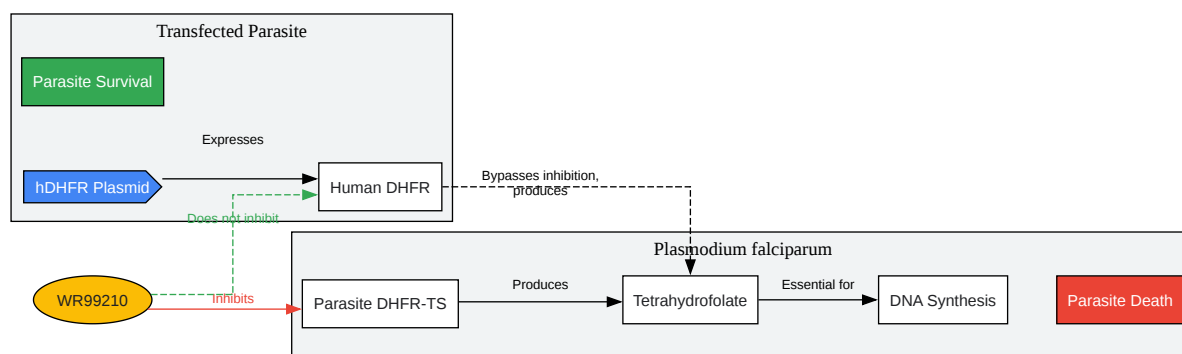 Transfected Parasite
Parasite Survival
Expresses
hDHFR Plasmid
Human DHFR
Bypasses inhibition,
produces
Does not inhibit
Plasmodium falciparum
WR99210
Inhibits
Parasite DHFR-TS
Produces
Tetrahydrofolate
Essential for
DNA Synthesis
Parasite Death